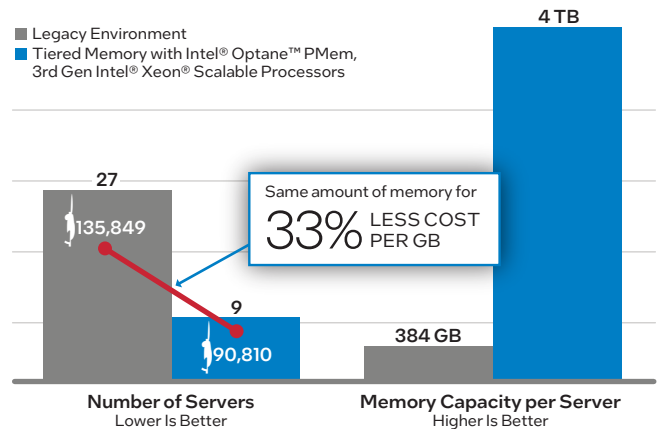 Legacy Environment
Tiered Memory with Intel® Optane™ PMem,
3rd Gen Intel® Xeon® Scalable Processors
4 TB
27
135,849
Same amount of memory for
33% LESS COST
PER GB
9
90,810
384 GB
Number of Servers
Lower Is Better
Memory Capacity per Server
Higher Is Better